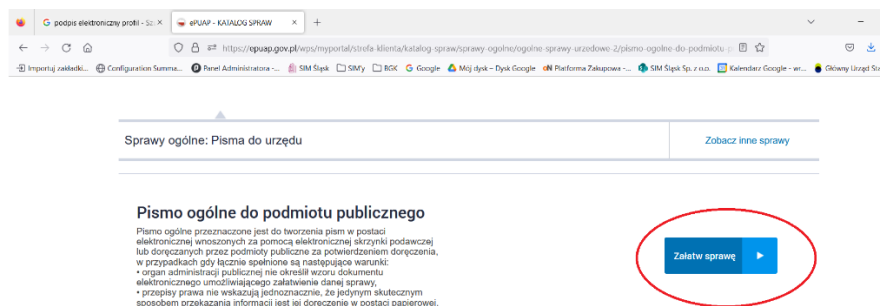 podpis elektroniczny profil - Sz
ePUAP - KATALOG SPRAW
https://epuap.gov.pl/wps/myportal/strefa-klienta/katalog-spraw/sprawy-ogolne/ogolne-sprawy-urzedowe-2/pismo-ogolne-do-podmiotu-p
Importuj zakładki... Configuration Summa... Panel Administratora -... SIM Śląsk SIM'y BGK Google Mój dysk – Dysk Google Platforma Zakupowa -... SIM Śląsk Sp. z o.o. Kalendarz Google - wr... Główny Urząd Sta
Sprawy ogólne: Pisma do urzędu
Zobacz inne sprawy
Pismo ogólne do podmiotu publicznego
Pismo ogólne przeznaczone jest do tworzenia pism w postaci
elektronicznej wnoszonych za pomocą elektronicznej skrzynki podawczej
lub doręczanych przez podmioty publiczne za potwierdzeniem doręczenia,
w przypadkach gdy łącznie spełnione są następujące warunki:
• organ administracji publicznej nie określił wzoru dokumentu
elektronicznego umożliwiającego załatwienie danej sprawy,
• przepisy prawa nie wskazują jednoznacznie, że jedynym skutecznym
sposobem przekazania informacji jest jej doręczenie w postaci papierowej.
Załatw sprawę